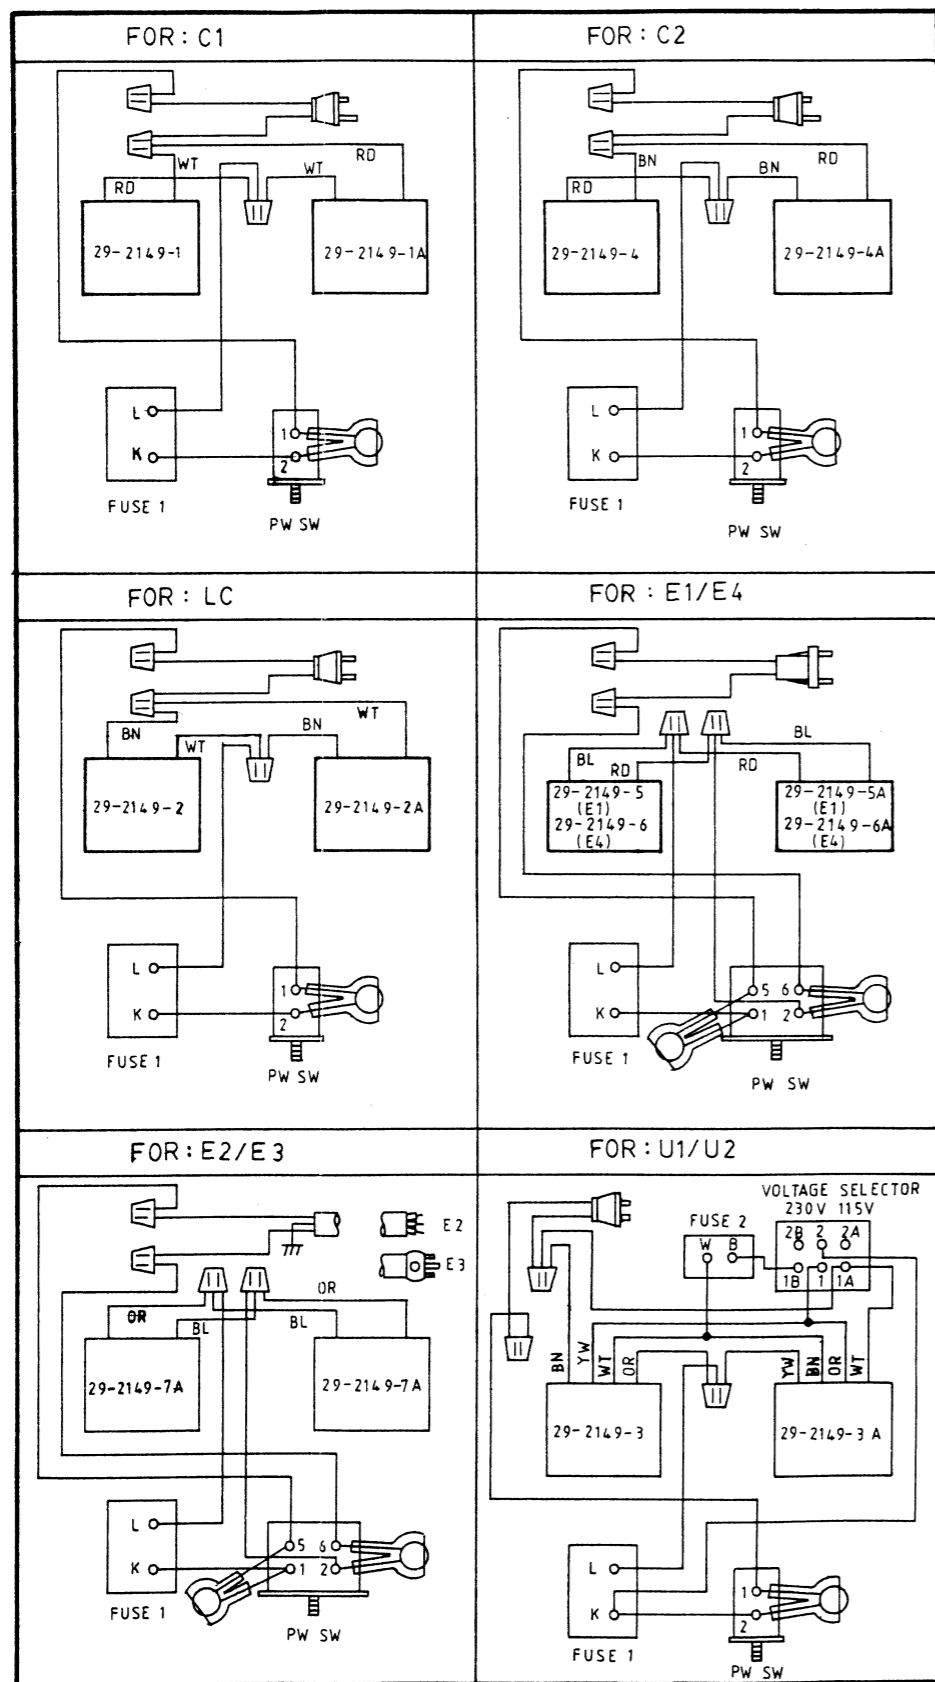 FOR: C1
WT
RD
WT
RD
29-2149-1
29-2149-1A
L
K
1
2
FUSE 1
PW SW
FOR: C2
BN
RD
BN
RD
29-2149-4
29-2149-4A
L
K
1
2
FUSE 1
PW SW
FOR: LC
WT
BN
BN
WT
29-2149-2
29-2149-2A
L
K
1
2
FUSE 1
PW SW
FOR: E1/E4
BL
BL
RD
RD
29-2149-5
(E1)
29-2149-6
(E4)
29-2149-5A
(E1)
29-2149-6A
(E4)
L
K
5 6
1 2
FUSE 1
PW SW
FOR: E2/E3
E2
E3
OR
OR
BL
BL
29-2149-7A
29-2149-7A
L
K
5 6
1 2
FUSE 1
PW SW
FOR: U1/U2
VOLTAGE SELECTOR
230V 115V
FUSE 2
W B
2B 2 2A
1B 1 1A
BN YW WT OR
YW BN OR WT
29-2149-3
29-2149-3A
L
K
1
2
FUSE 1
PW SW